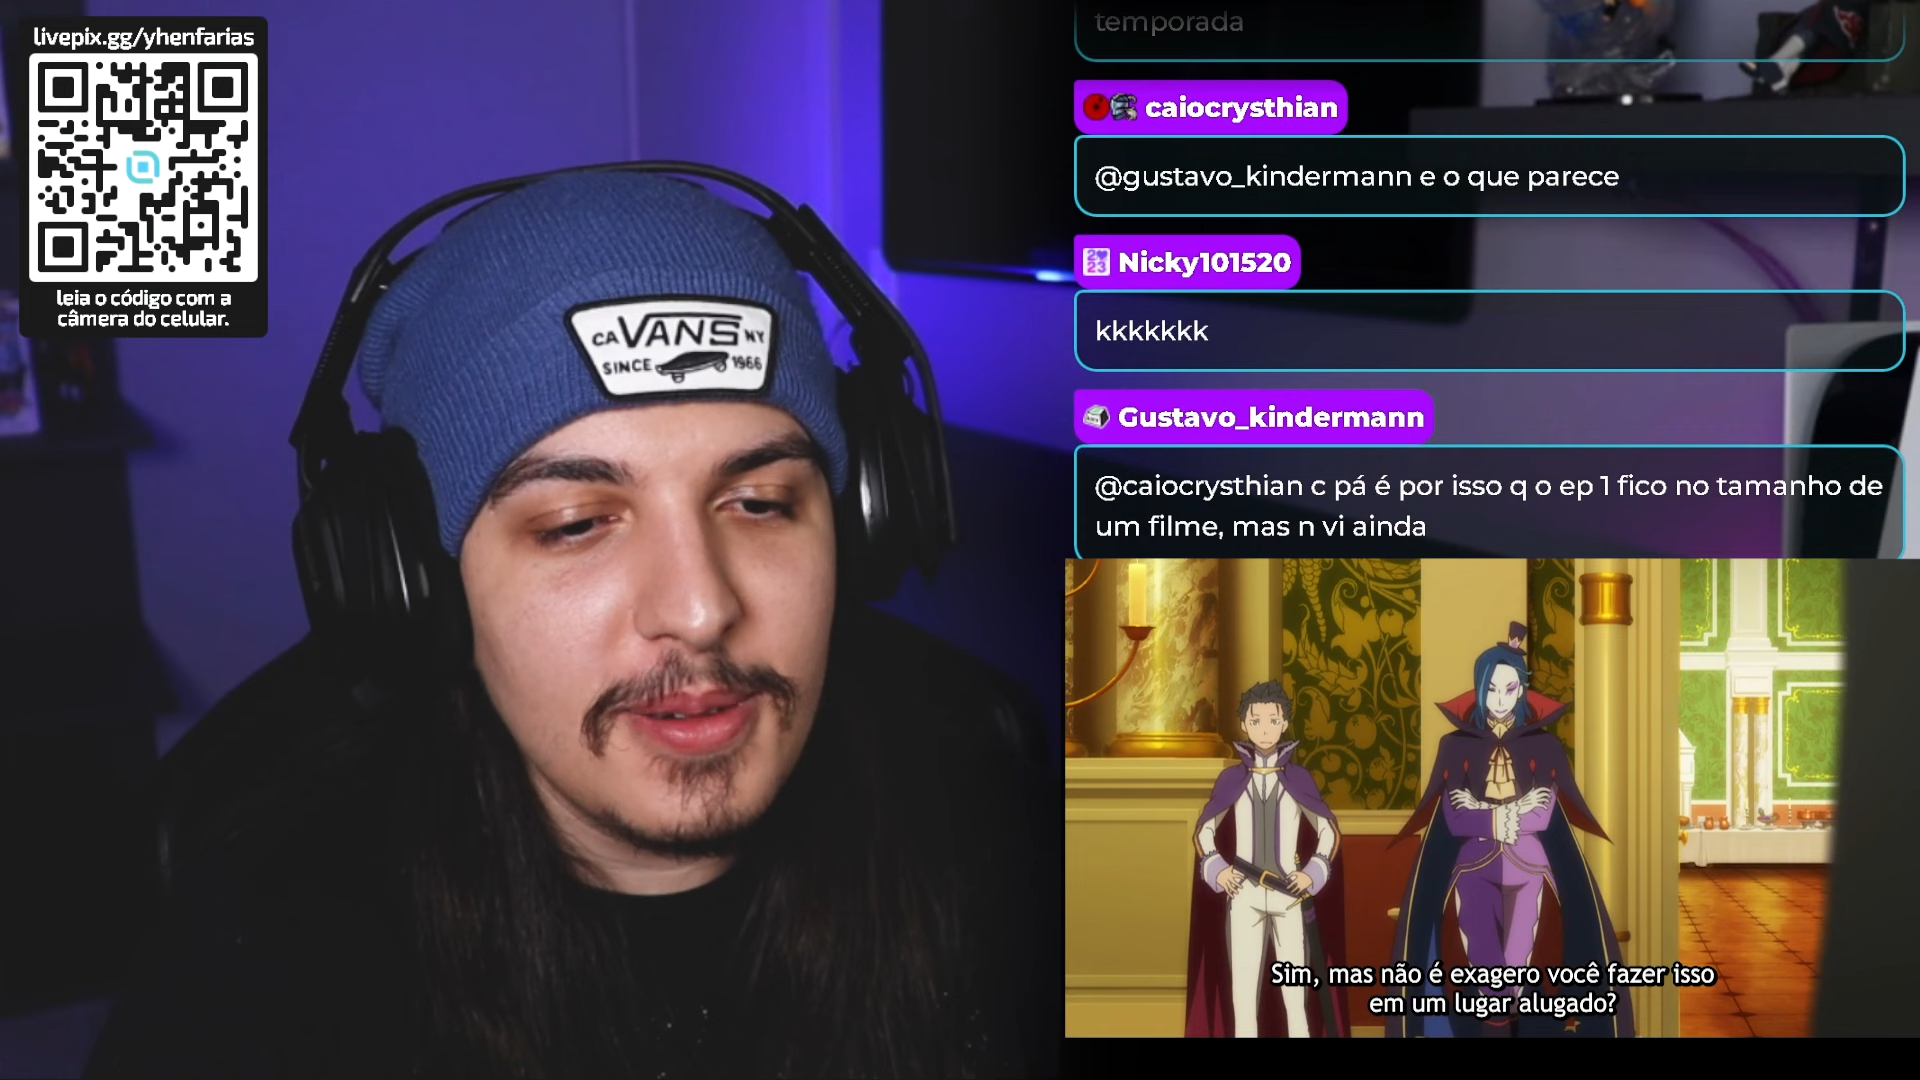 livepix.gg/yhenfarias
leia o código com a
câmera do celular.
CA VANS NY
SINCE 1966
temporada
caiocrysthian
@gustavo_kindermann e o que parece
Nicky101520
kkkkkkk
Gustavo_kindermann
@caiocrysthian c pá é por isso q o ep 1 fico no tamanho de
um filme, mas n vi ainda
Sim, mas não é exagero você fazer isso
em um lugar alugado?